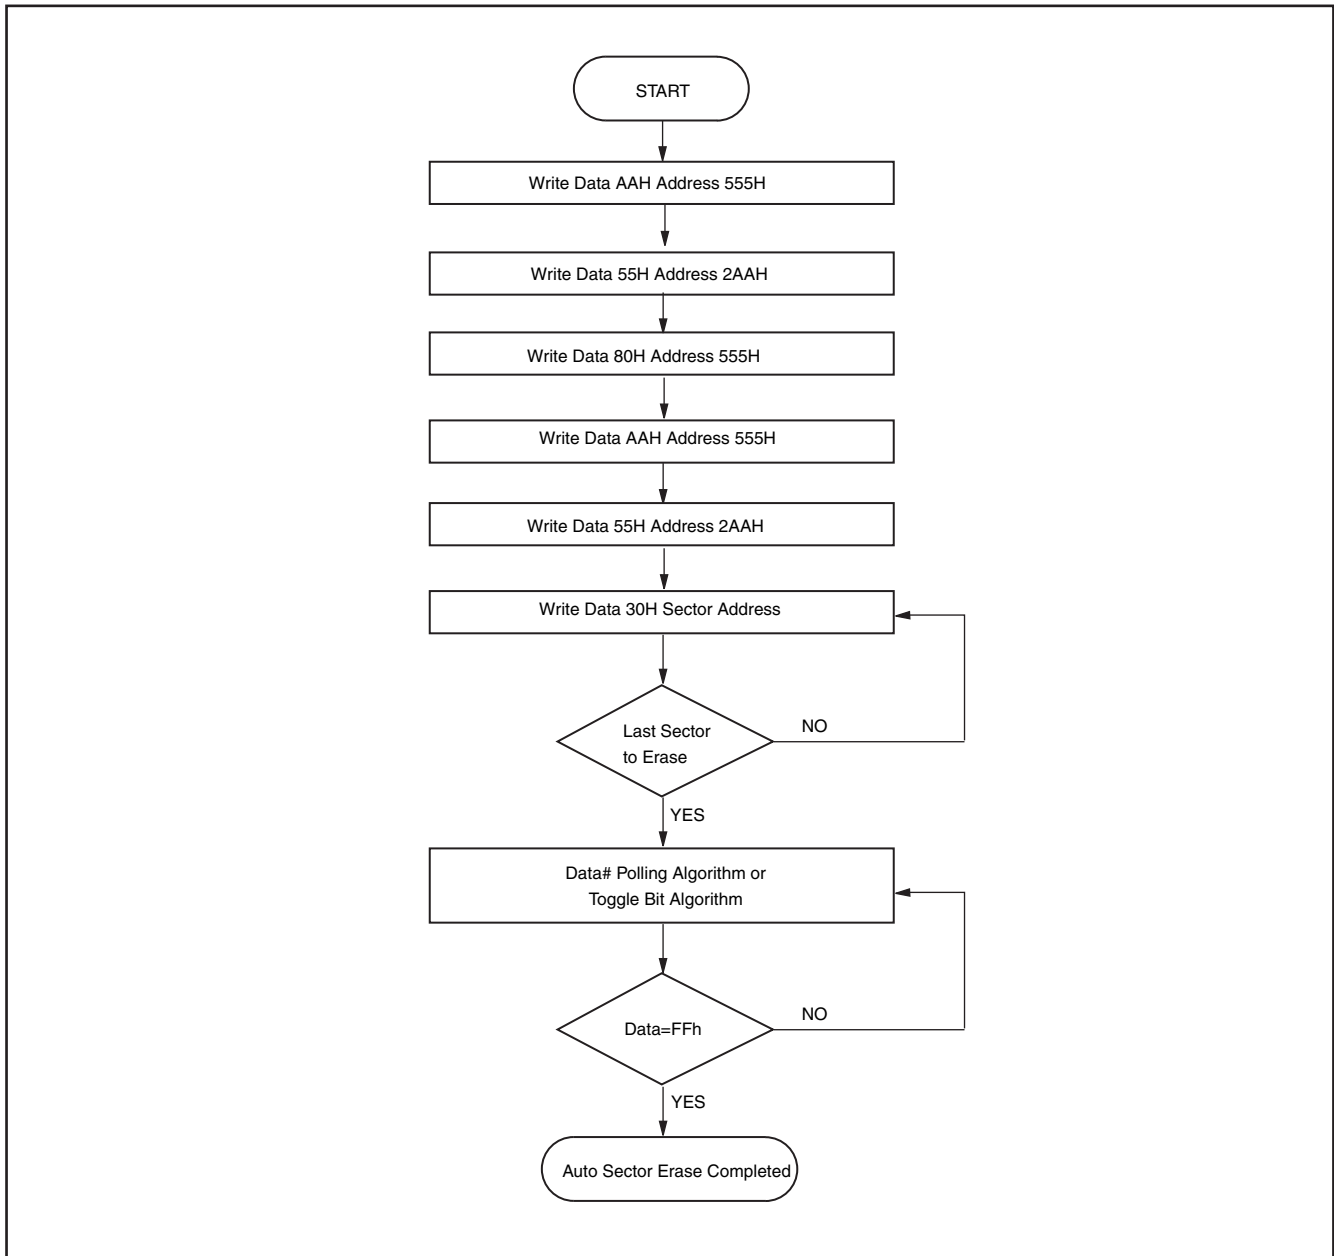 START
Write Data AAH Address 555H
Write Data 55H Address 2AAH
Write Data 80H Address 555H
Write Data AAH Address 555H
Write Data 55H Address 2AAH
Write Data 30H Sector Address
Last Sector
to Erase
NO
YES
Data# Polling Algorithm or
Toggle Bit Algorithm
Data=FFh
NO
YES
Auto Sector Erase Completed